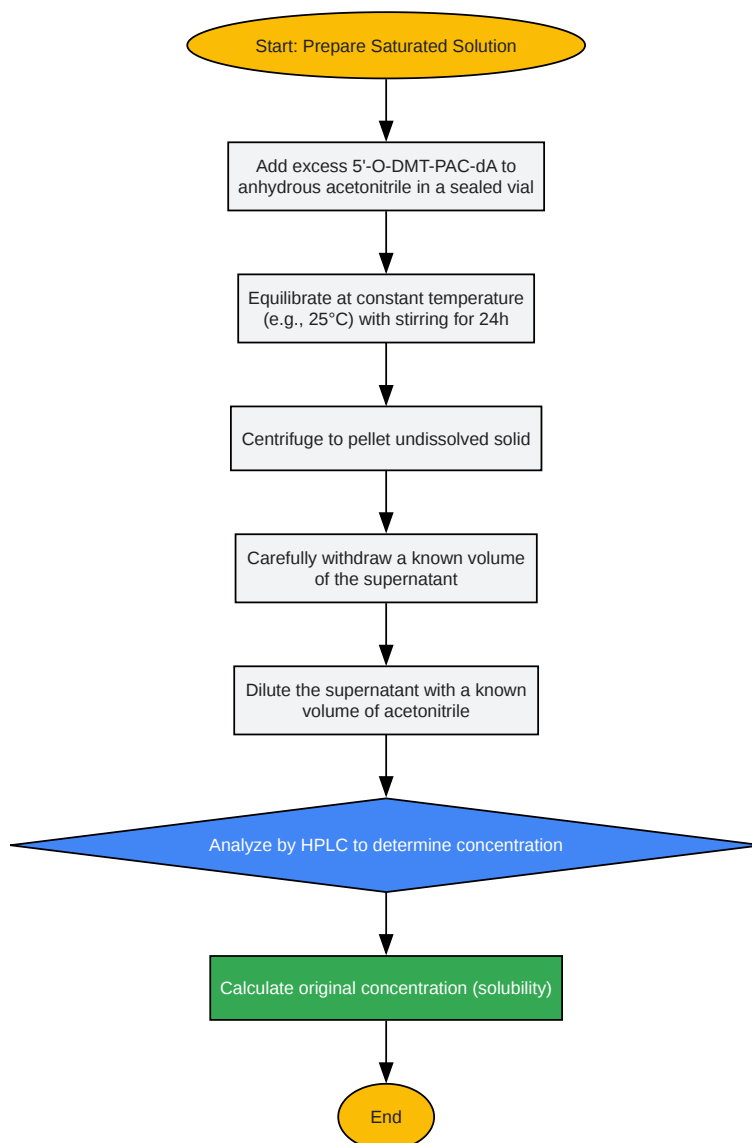 Start: Prepare Saturated Solution
Add excess 5'-O-DMT-PAC-dA to
anhydrous acetonitrile in a sealed vial
Equilibrate at constant temperature
(e.g., 25°C) with stirring for 24h
Centrifuge to pellet undissolved solid
Carefully withdraw a known volume
of the supernatant
Dilute the supernatant with a known
volume of acetonitrile
Analyze by HPLC to determine concentration
Calculate original concentration (solubility)
End